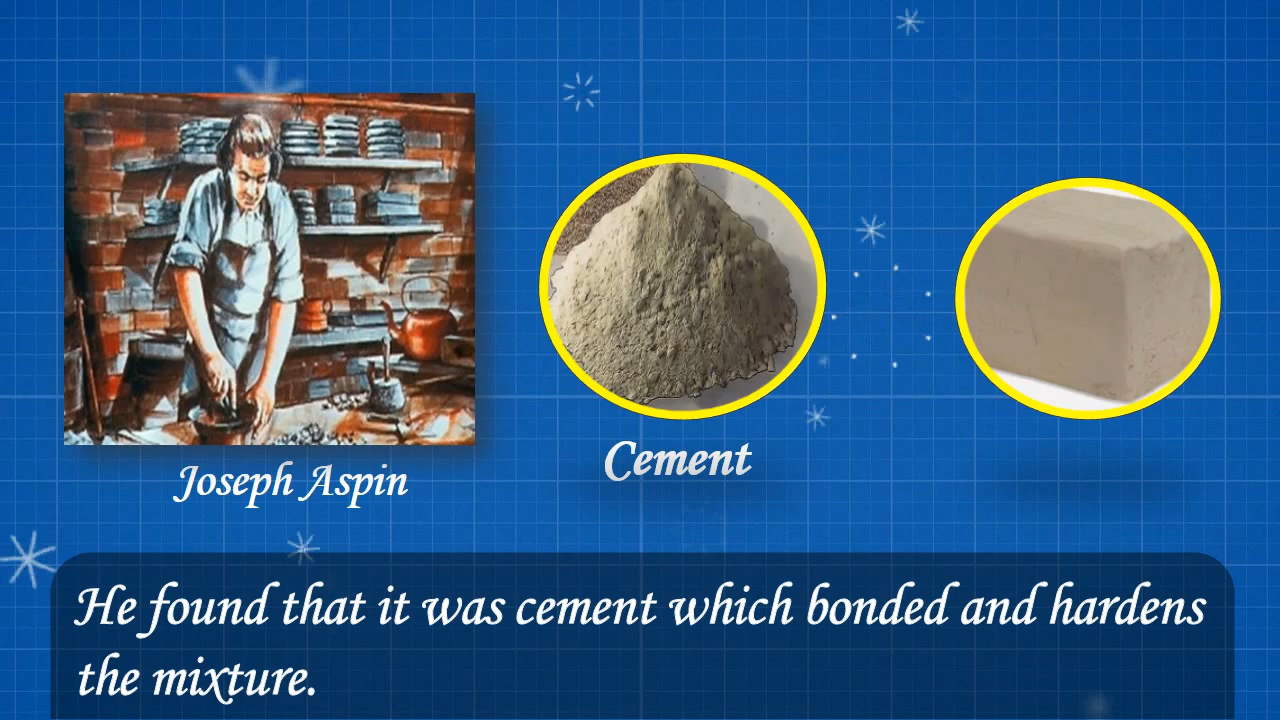 Joseph Aspin
Cement
He found that it was cement which bonded and hardens
the mixture.